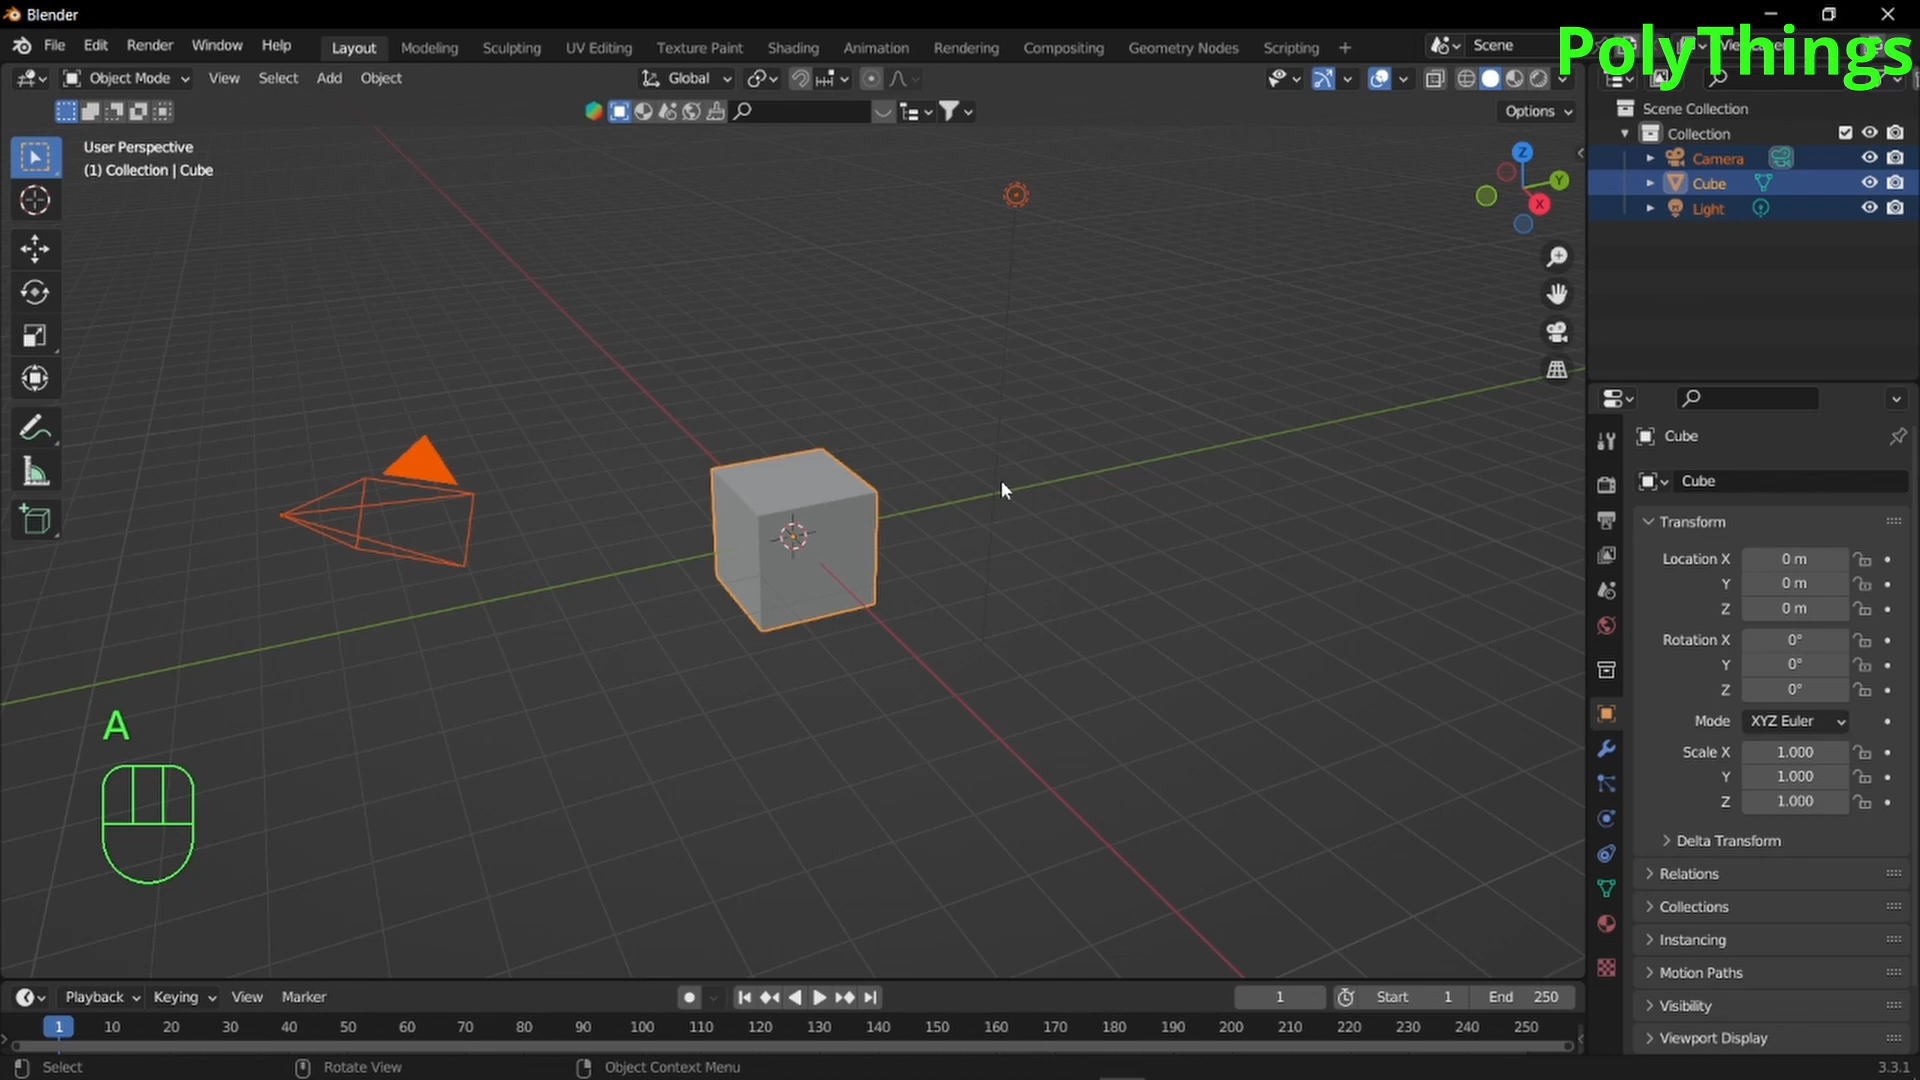 Blender
File Edit Render Window Help Layout Modeling Sculpting UV Editing Texture Paint Shading Animation Rendering Compositing Geometry Nodes Scripting + Scene
PolyThings
Object Mode View Select Add Object Global
Options
User Perspective
(1) Collection | Cube
Z
Y
X
Scene Collection
Collection
Camera
Cube
Light
Cube
Cube
Transform
Location X 0 m
Y 0 m
Z 0 m
Rotation X 0°
Y 0°
Z 0°
Mode XYZ Euler
Scale X 1.000
Y 1.000
Z 1.000
Delta Transform
Relations
Collections
Instancing
Motion Paths
Visibility
Viewport Display
A
Playback Keying View Marker 1 Start 1 End 250
1 10 20 30 40 50 60 70 80 90 100 110 120 130 140 150 160 170 180 190 200 210 220 230 240 250
Select Rotate View Object Context Menu 3.3.1